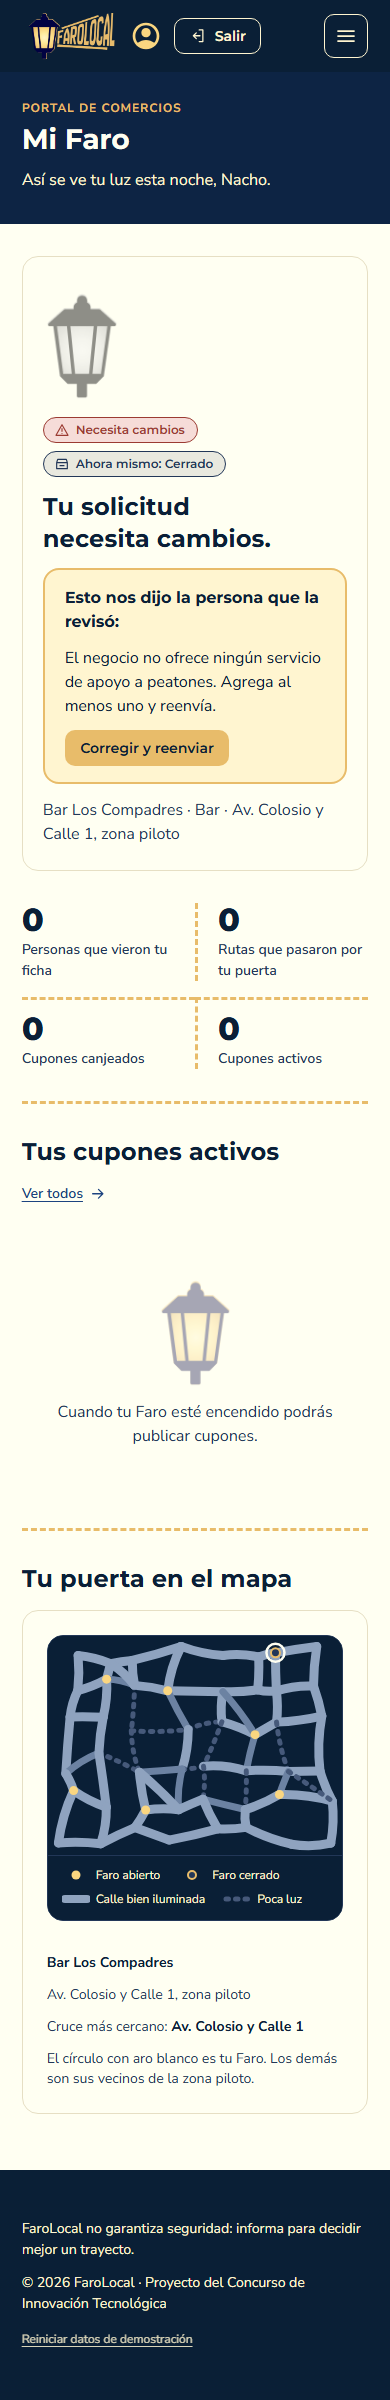 FAROLOCAL
Salir
PORTAL DE COMERCIOS
Mi Faro
Así se ve tu luz esta noche, Nacho.
Necesita cambios
Ahora mismo: Cerrado
Tu solicitud
necesita cambios.
Esto nos dijo la persona que la
revisó:
El negocio no ofrece ningún servicio
de apoyo a peatones. Agrega al
menos uno y reenvía.
Corregir y reenviar
Bar Los Compadres · Bar · Av. Colosio y
Calle 1, zona piloto
0
Personas que vieron tu
ficha
0
Rutas que pasaron por
tu puerta
0
Cupones canjeados
0
Cupones activos
Tus cupones activos
Ver todos →
Cuando tu Faro esté encendido podrás
publicar cupones.
Tu puerta en el mapa
Faro abierto
Faro cerrado
Calle bien iluminada
Poca luz
Bar Los Compadres
Av. Colosio y Calle 1, zona piloto
Cruce más cercano: Av. Colosio y Calle 1
El círculo con aro blanco es tu Faro. Los demás
son sus vecinos de la zona piloto.
FaroLocal no garantiza seguridad: informa para decidir
mejor un trayecto.
© 2026 FaroLocal · Proyecto del Concurso de
Innovación Tecnológica
Reiniciar datos de demostración